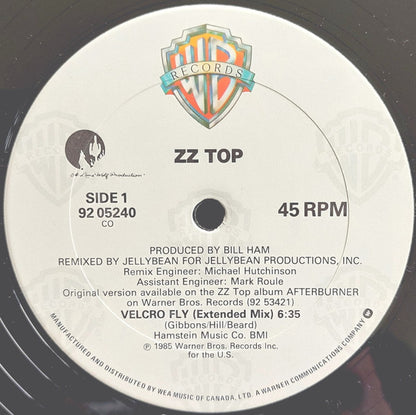 WB
RECORDS
ZZ TOP
SIDE 1
92 05240
CO
45 RPM
PRODUCED BY BILL HAM
REMIXED BY JELLYBEAN FOR JELLYBEAN PRODUCTIONS, INC.
Remix Engineer: Michael Hutchinson
Assistant Engineer: Mark Roule
Original version available on the ZZ Top album AFTERBURNER
on Warner Bros. Records (92 53421)
VELCRO FLY (Extended Mix) 6:35
(Gibbons/Hill/Beard)
Hamstein Music Co. BMI
℗ 1985 Warner Bros. Records Inc.
for the U.S.
MANUFACTURED AND DISTRIBUTED BY WEA MUSIC OF CANADA, LTD. A WARNER COMMUNICATIONS COMPANY